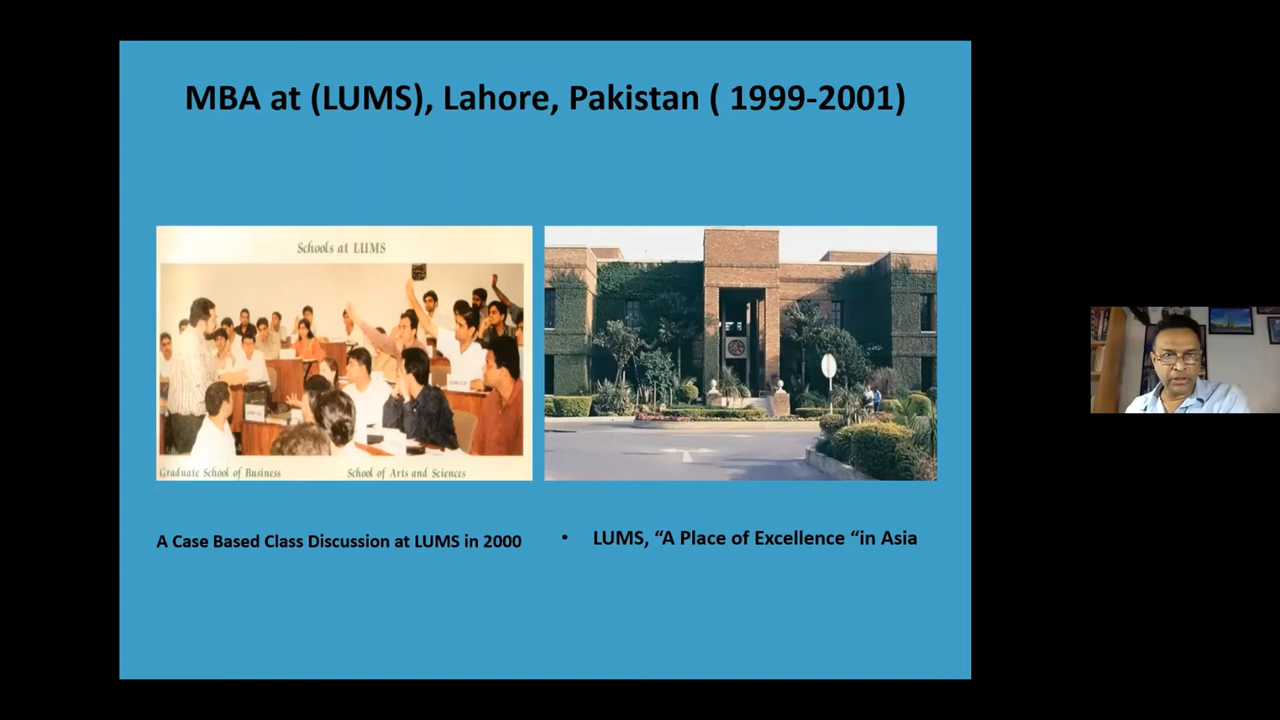 MBA at (LUMS), Lahore, Pakistan ( 1999-2001)
Schools at LUMS
Graduate School of Business
School of Arts and Sciences
A Case Based Class Discussion at LUMS in 2000
• LUMS, “A Place of Excellence “in Asia